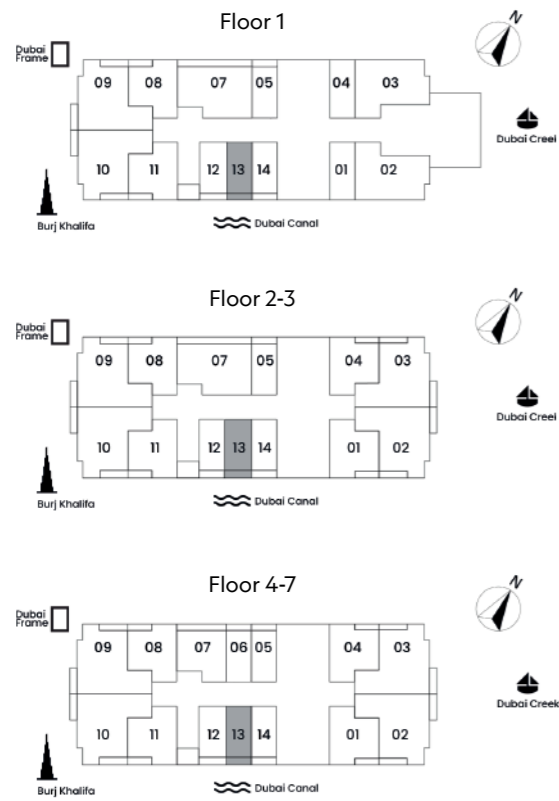 Floor 1
N
Dubai
Frame
09 08 07 05 04 03
Dubai Creel
10 11 12 13 14 01 02
Burj Khalifa
Dubai Canal
Floor 2-3
N
Dubai
Frame
09 08 07 05 04 03
Dubai Creel
10 11 12 13 14 01 02
Burj Khalifa
Dubai Canal
Floor 4-7
N
Dubai
Frame
09 08 07 06 05 04 03
Dubai Creek
10 11 12 13 14 01 02
Burj Khalifa
Dubai Canal